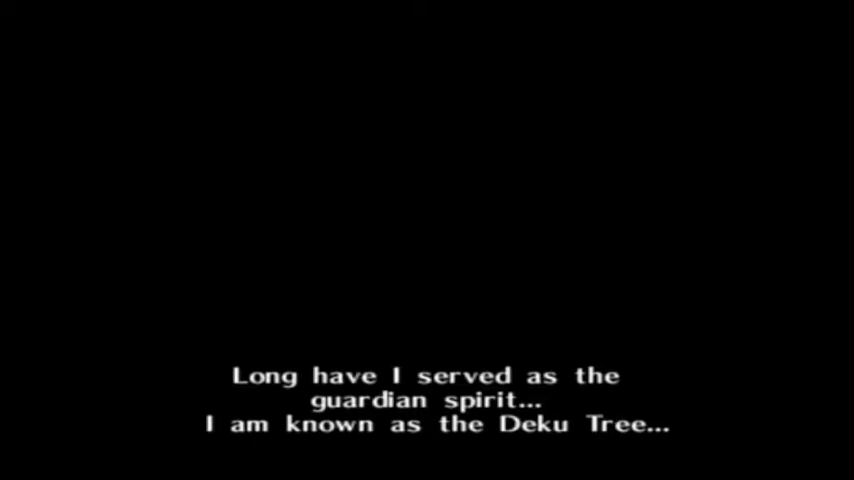 Long have I served as the
guardian spirit...
I am known as the Deku Tree...